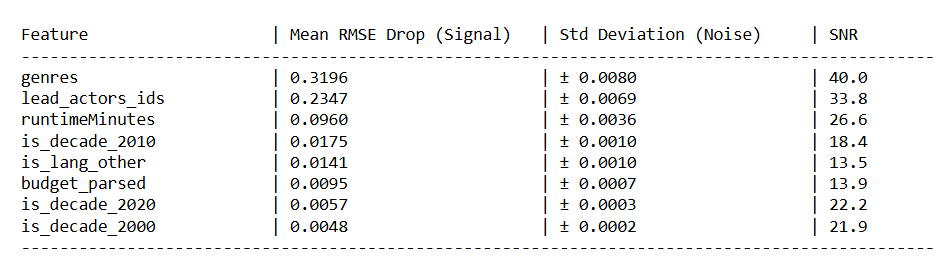 Feature | Mean RMSE Drop (Signal) | Std Deviation (Noise) | SNR
--------------------------------------------------------------------------------------------
genres | 0.3196 | ± 0.0080 | 40.0
lead_actors_ids | 0.2347 | ± 0.0069 | 33.8
runtimeMinutes | 0.0960 | ± 0.0036 | 26.6
is_decade_2010 | 0.0175 | ± 0.0010 | 18.4
is_lang_other | 0.0141 | ± 0.0010 | 13.5
budget_parsed | 0.0095 | ± 0.0007 | 13.9
is_decade_2020 | 0.0057 | ± 0.0003 | 22.2
is_decade_2000 | 0.0048 | ± 0.0002 | 21.9
--------------------------------------------------------------------------------------------